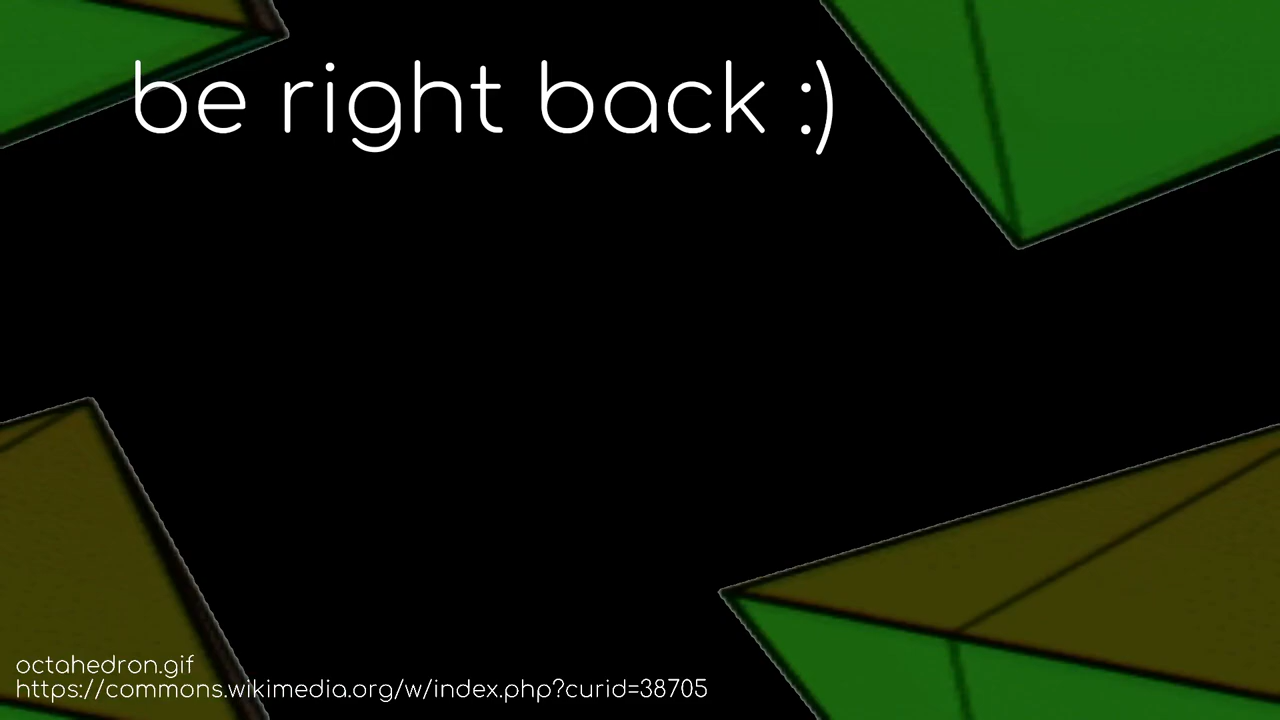 be right back :)
octahedron.gif
https://commons.wikimedia.org/w/index.php?curid=38705